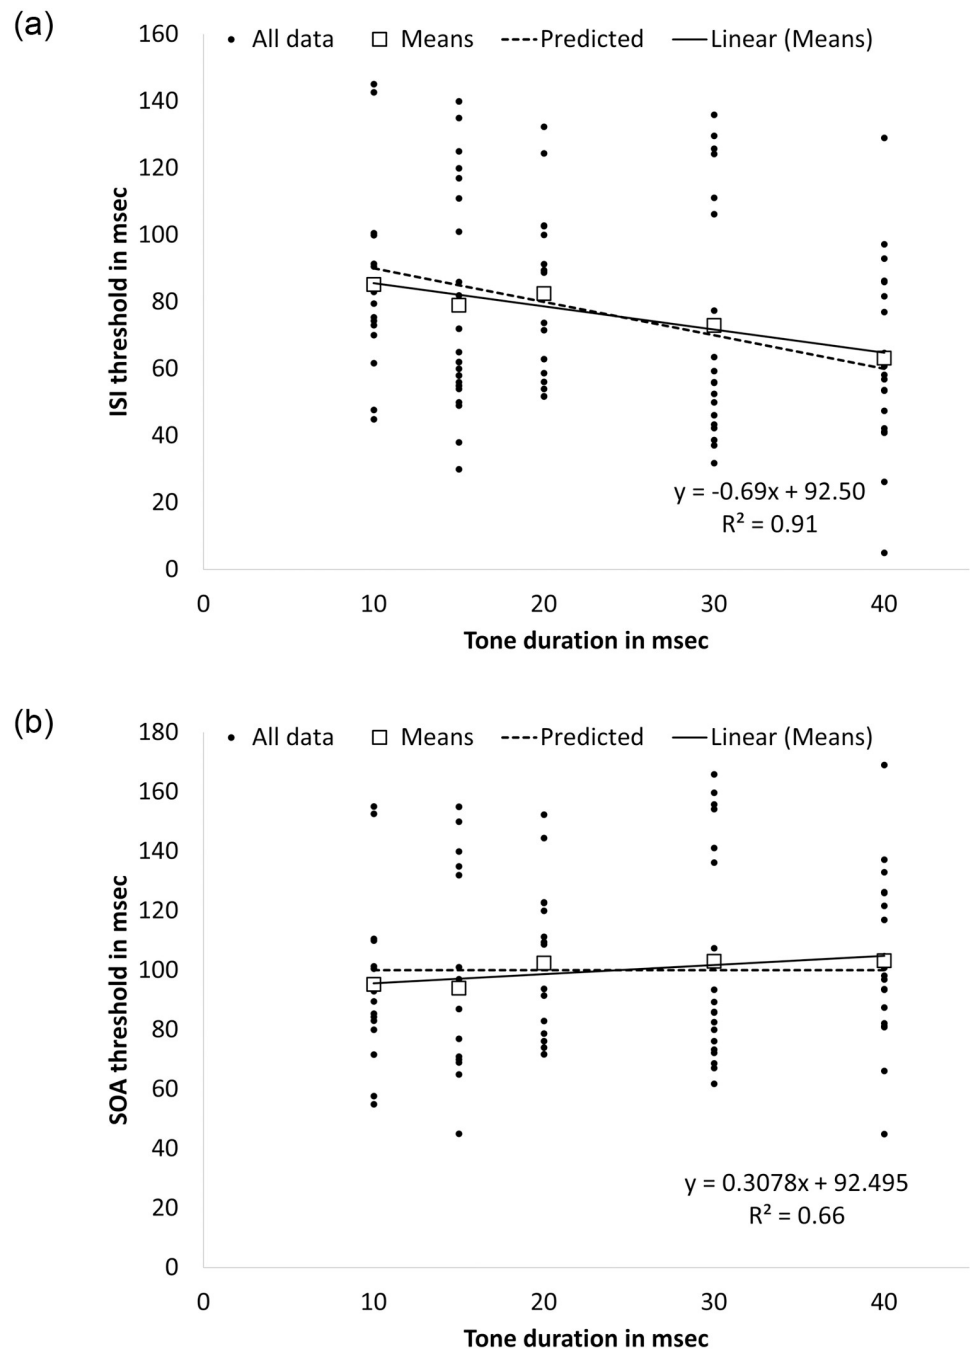 (a)
160
All data Means Predicted Linear (Means)
140
120
100
80
60
40
20
0
ISI threshold in msec
y = -0.69x + 92.50
R² = 0.91
0 10 20 30 40
Tone duration in msec
(b)
180
All data Means Predicted Linear (Means)
160
140
120
100
80
60
40
20
0
SOA threshold in msec
y = 0.3078x + 92.495
R² = 0.66
0 10 20 30 40
Tone duration in msec